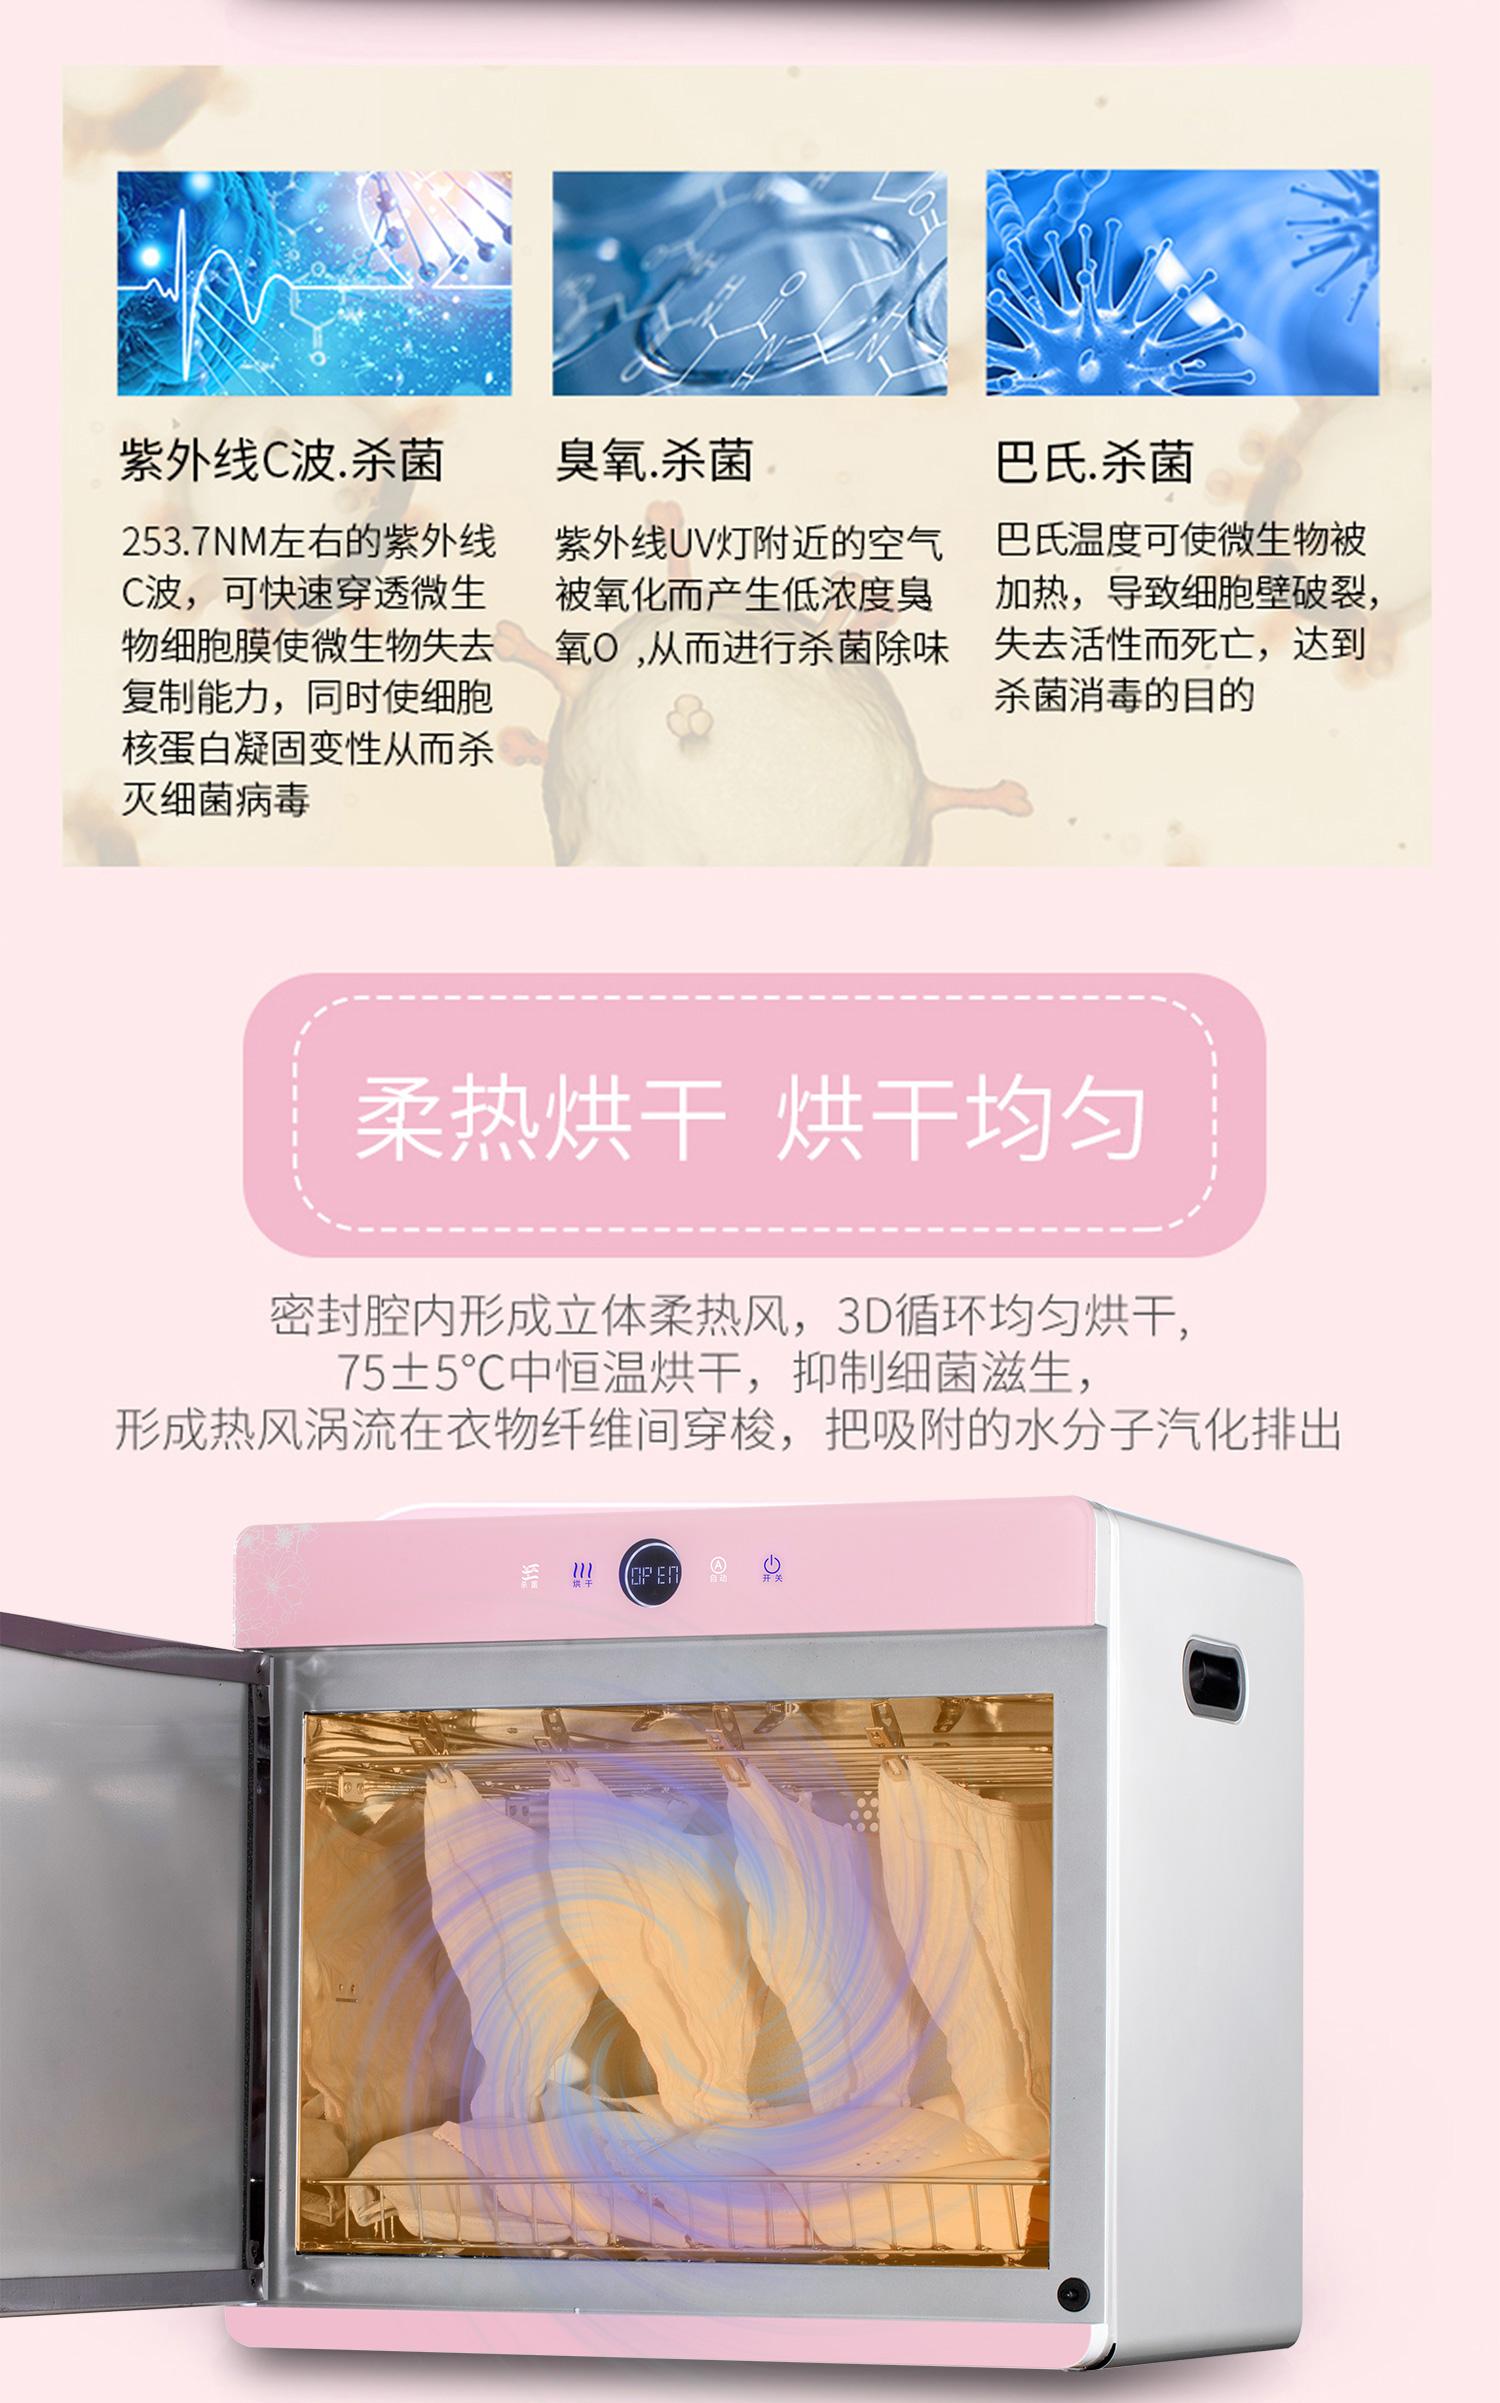 紫外线C波.杀菌
253.7NM左右的紫外线
C波，可快速穿透微生
物细胞膜使微生物失去
复制能力，同时使细胞
核蛋白凝固变性从而杀
灭细菌病毒
臭氧.杀菌
紫外线UV灯附近的空气
被氧化而产生低浓度臭
氧O ,从而进行杀菌除味
巴氏.杀菌
巴氏温度可使微生物被
加热，导致细胞壁破裂，
失去活性而死亡，达到
杀菌消毒的目的
柔热烘干 烘干均匀
密封腔内形成立体柔热风，3D循环均匀烘干，
75±5℃中恒温烘干，抑制细菌滋生，
形成热风涡流在衣物纤维间穿梭，把吸附的水分子汽化排出
杀菌 烘干 OPEN A 自动 开关